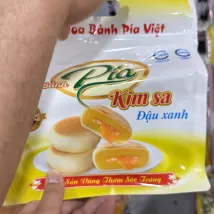 oa Bánh Pía Việt
Pía
Kim sa
Đậu xanh
Sản Vùng Thơm Sóc Trăng